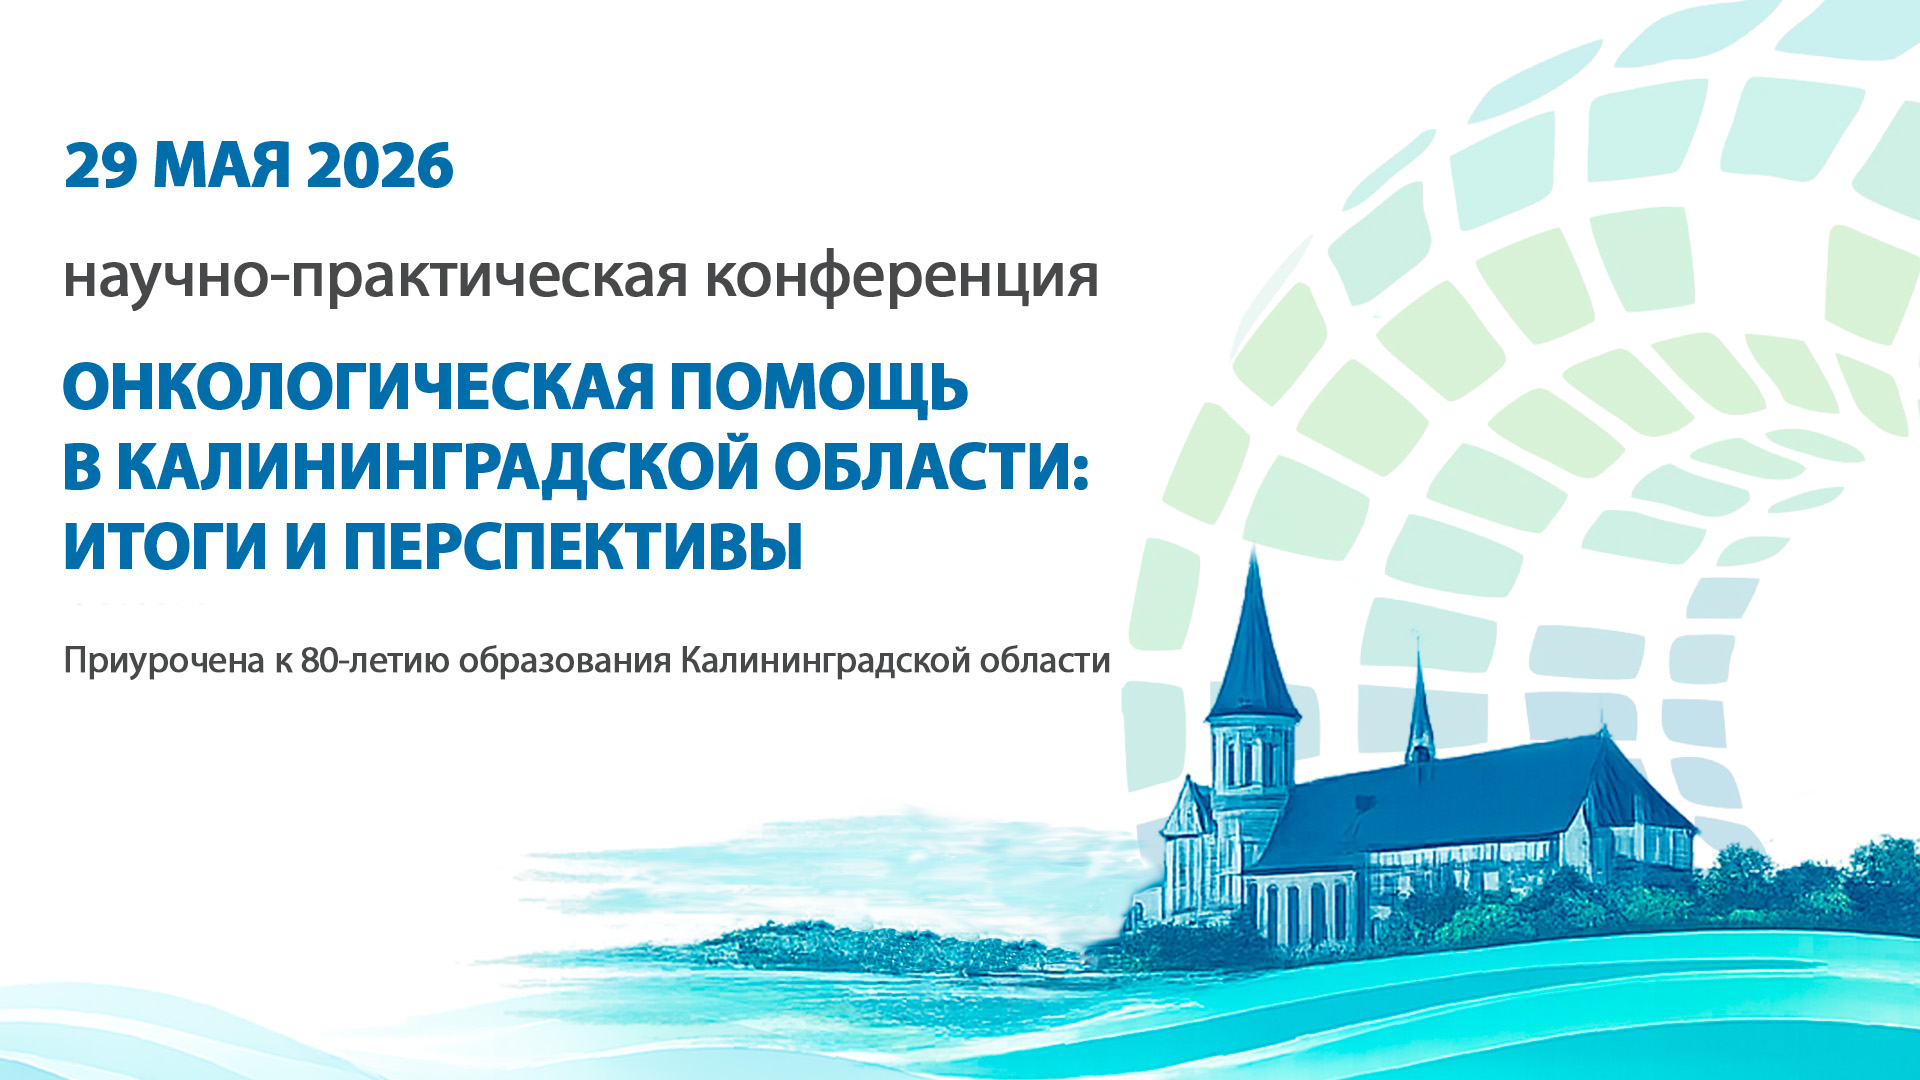 29 МАЯ 2026
научно-практическая конференция
ОНКОЛОГИЧЕСКАЯ ПОМОЩЬ
В КАЛИНИНГРАДСКОЙ ОБЛАСТИ:
ИТОГИ И ПЕРСПЕКТИВЫ
Приурочена к 80-летию образования Калининградской области